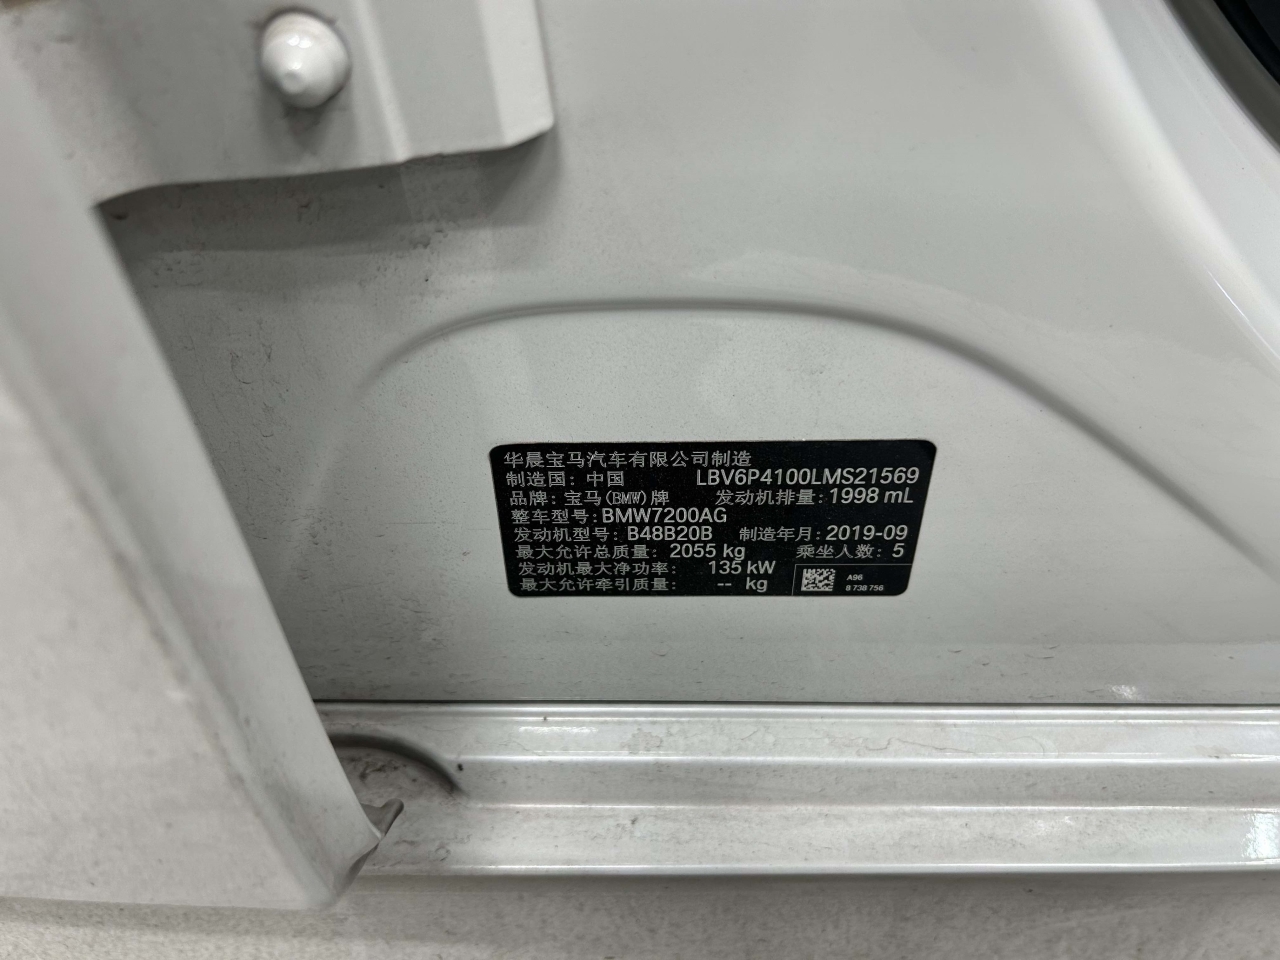 华晨宝马汽车有限公司制造
制造国: 中国 LBV6P4100LMS21569
品牌: 宝马(BMW)牌 发动机排量: 1998 mL
整车型号: BMW7200AG
发动机型号: B48B20B 制造年月: 2019-09
最大允许总质量: 2055 kg 乘坐人数: 5
发动机最大净功率: 135 kW
最大允许牵引质量: -- kg
A96
8 738 756